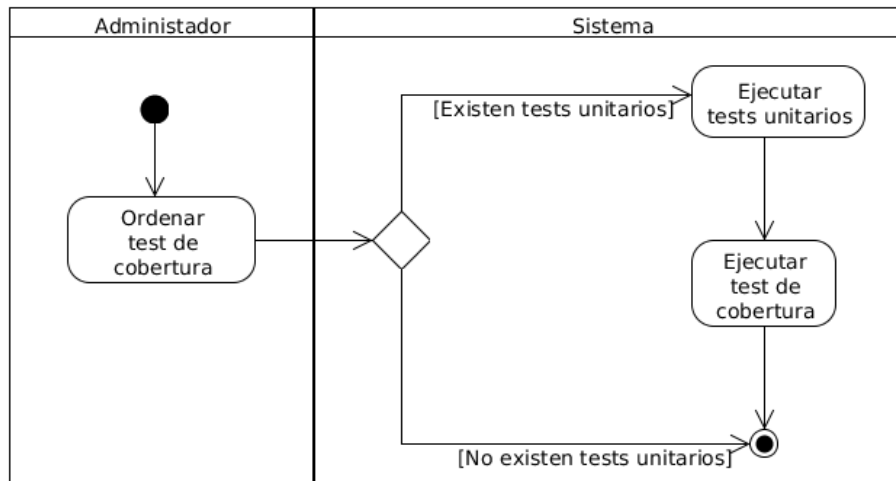 Administador
Sistema
Ejecutar
tests unitarios
[Existen tests unitarios]
Ordenar
test de
cobertura
Ejecutar
test de
cobertura
[No existen tests unitarios]